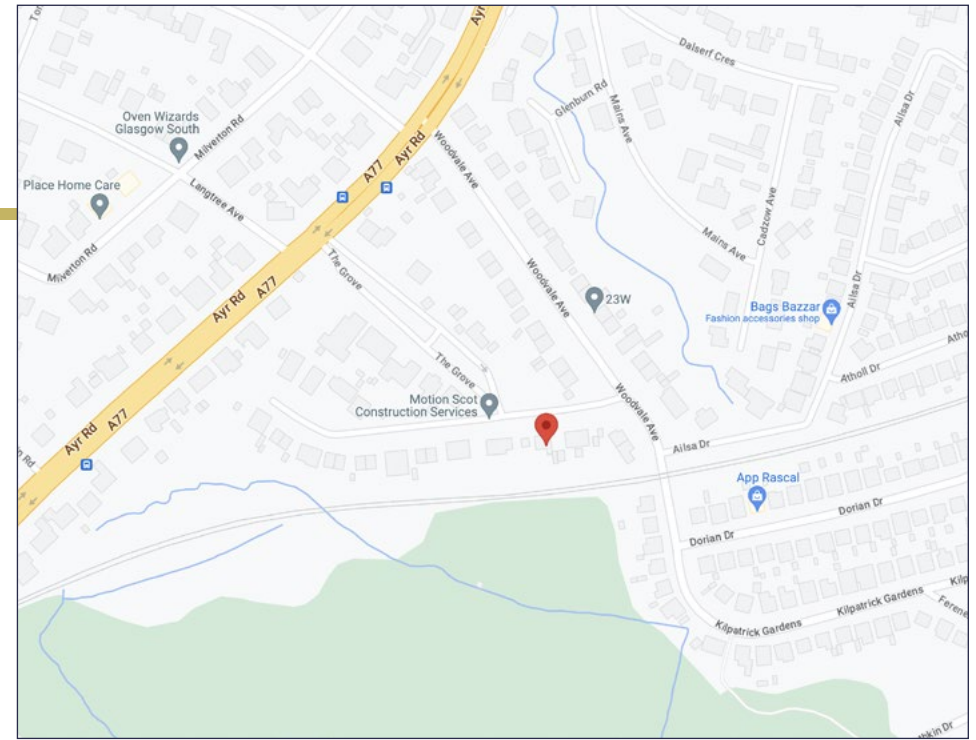 Ayr
Dalserf Cres
Ailsa Dr
Glenburn Rd
Mains Ave
Oven Wizards
Glasgow South
Milverton Rd
A77
Ayr Rd
Woodvale Ave
Place Home Care
Langtree Ave
Cadzow Ave
Mains Ave
Milverton Rd
The Grove
Ayr Rd
A77
Woodvale Ave
23W
Ailsa Dr
Bags Bazzar
Fashion accessories shop
The Grove
Atholl Dr
Motion Scot
Construction Services
Woodvale Ave
Ayr Rd
A77
Ailsa Dr
App Rascal
Dorian Dr
Dorian Dr
Kilpatrick Gardens
Kilpatrick Gardens